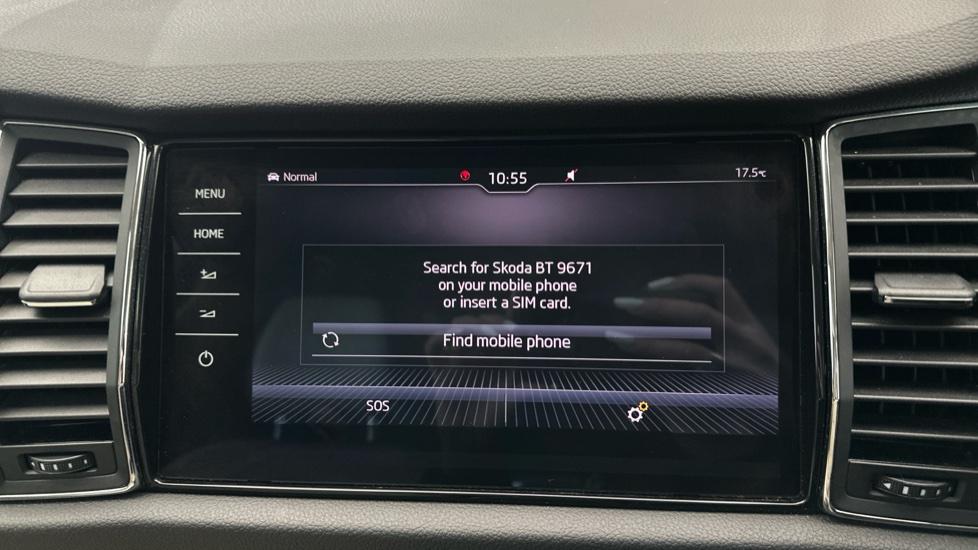 Normal
10:55
17.5℃
MENU
HOME
Search for Skoda BT 9671
on your mobile phone
or insert a SIM card.
Find mobile phone
SOS